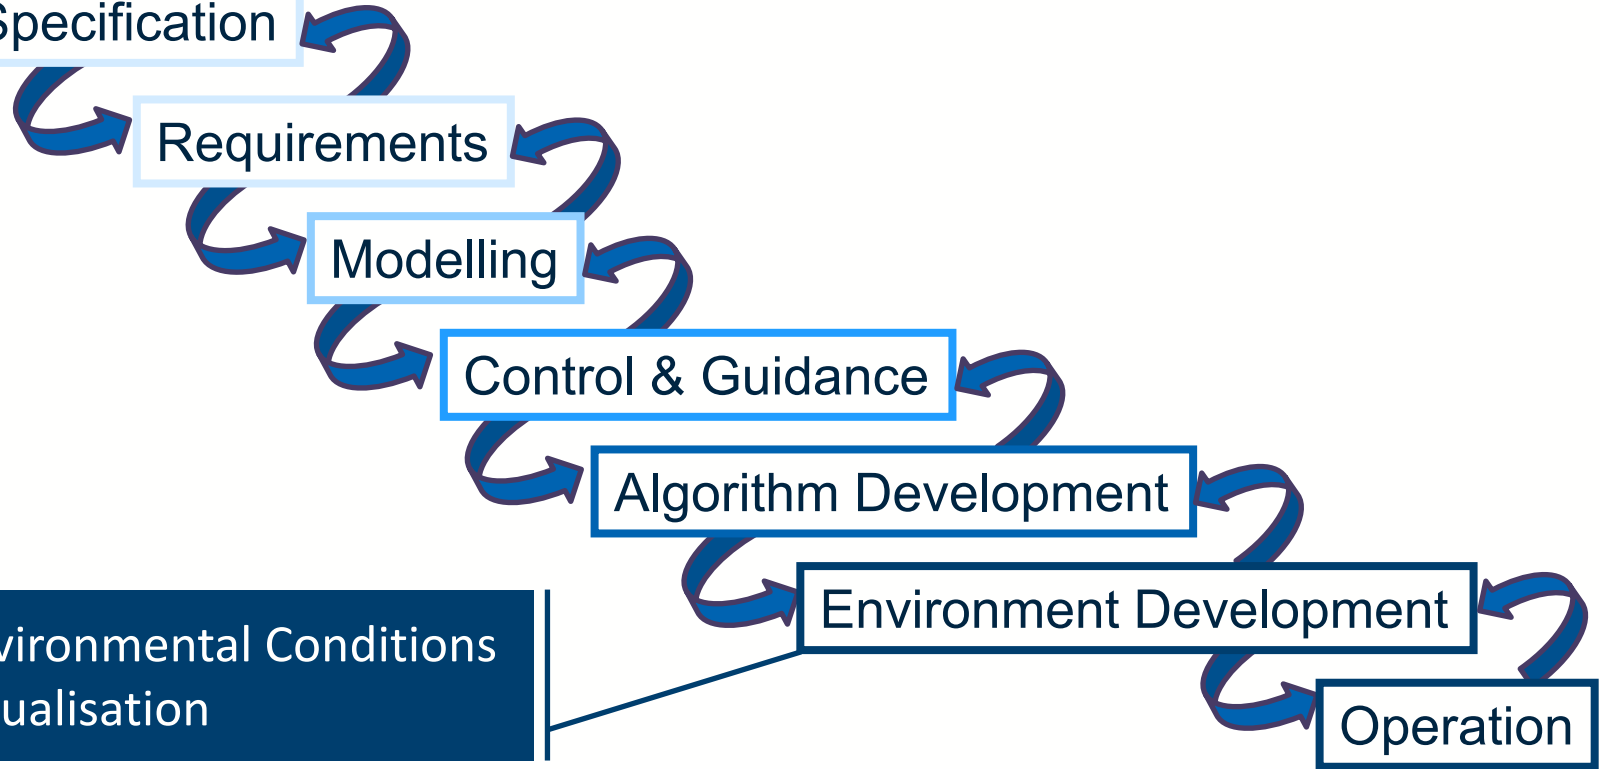 Specification
Requirements
Modelling
Control & Guidance
Algorithm Development
Environment Development
vironmental Conditions
ualisation
Operation